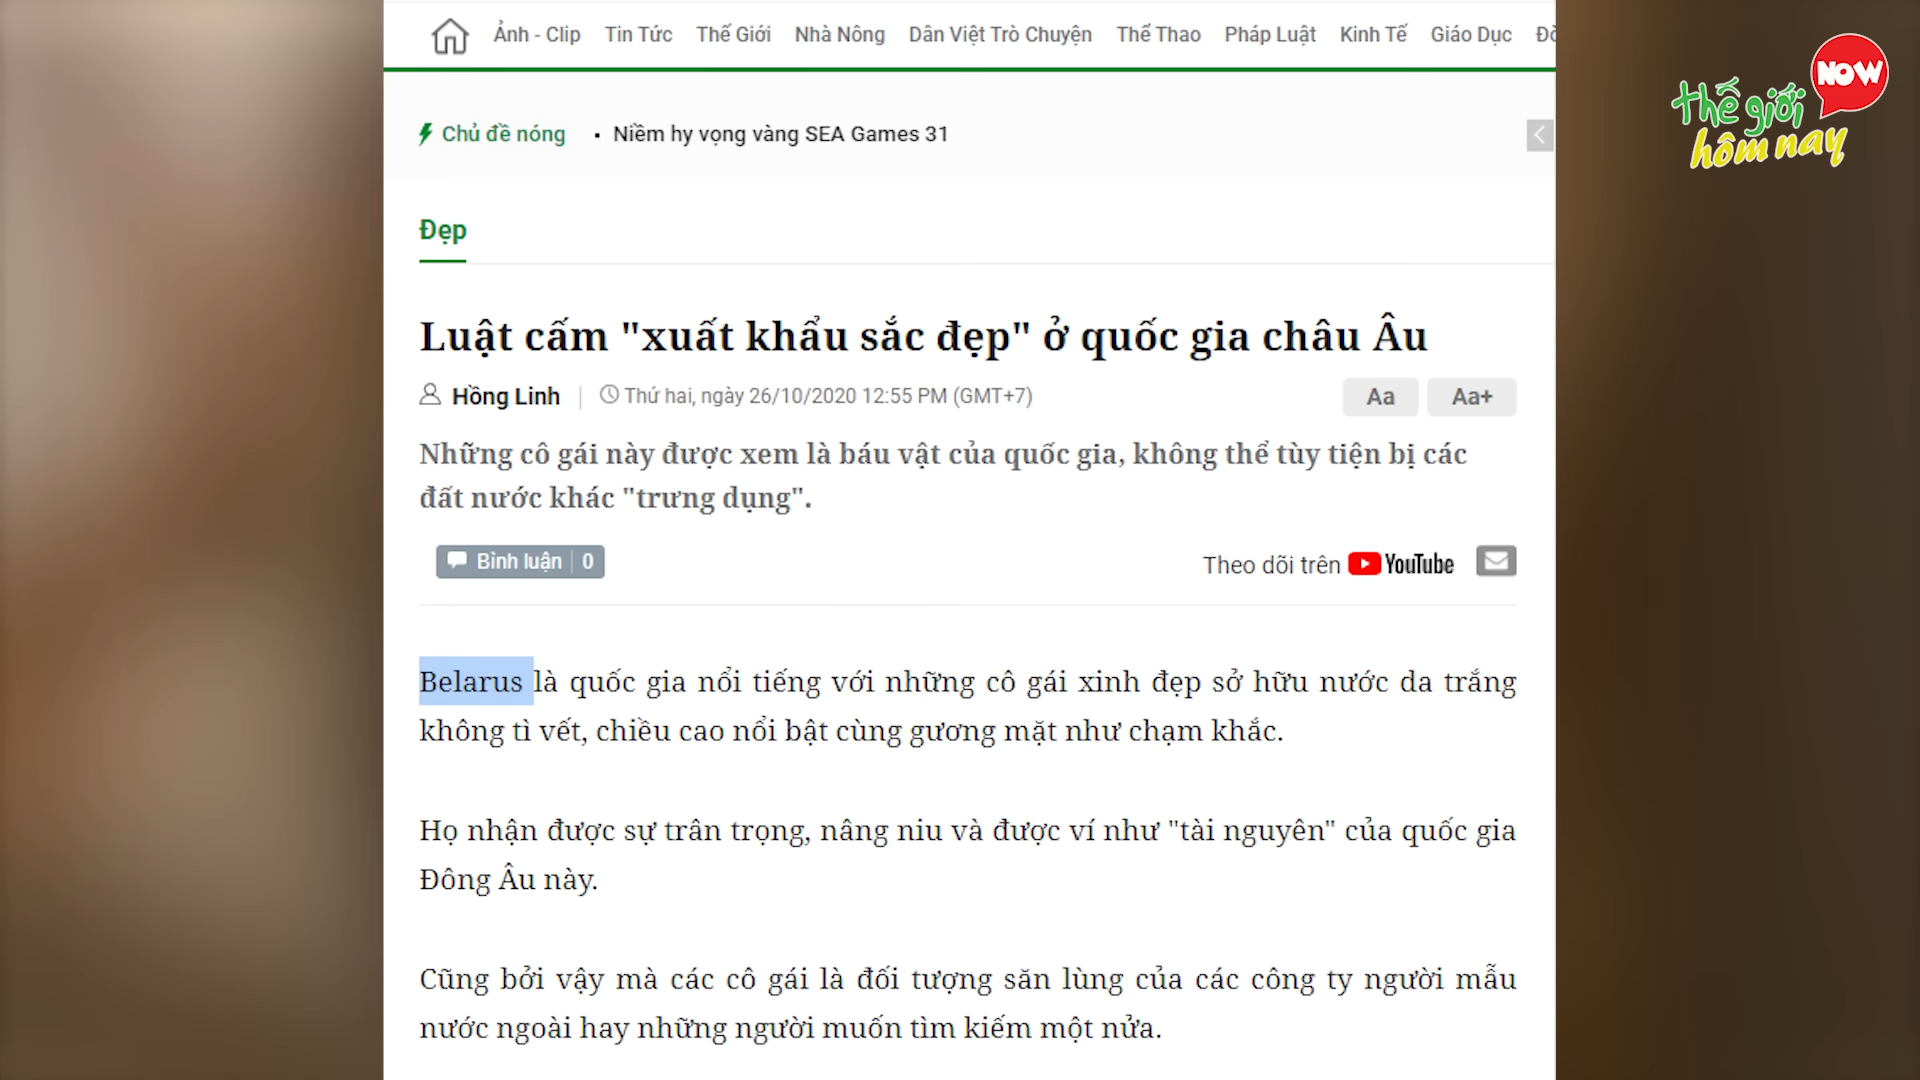 Ảnh - Clip Tin Tức Thế Giới Nhà Nông Dân Việt Trò Chuyện Thể Thao Pháp Luật Kinh Tế Giáo Dục
NOW
thế giới
hôm nay
Chủ đề nóng • Niềm hy vọng vàng SEA Games 31
Đẹp
Luật cấm "xuất khẩu sắc đẹp" ở quốc gia châu Âu
Hồng Linh | Thứ hai, ngày 26/10/2020 12:55 PM (GMT+7) Aa Aa+
Những cô gái này được xem là báu vật của quốc gia, không thể tùy tiện bị các
đất nước khác "trưng dụng".
Bình luận | 0 Theo dõi trên YouTube
Belarus là quốc gia nổi tiếng với những cô gái xinh đẹp sở hữu nước da trắng
không tì vết, chiều cao nổi bật cùng gương mặt như chạm khắc.
Họ nhận được sự trân trọng, nâng niu và được ví như "tài nguyên" của quốc gia
Đông Âu này.
Cũng bởi vậy mà các cô gái là đối tượng săn lùng của các công ty người mẫu
nước ngoài hay những người muốn tìm kiếm một nửa.